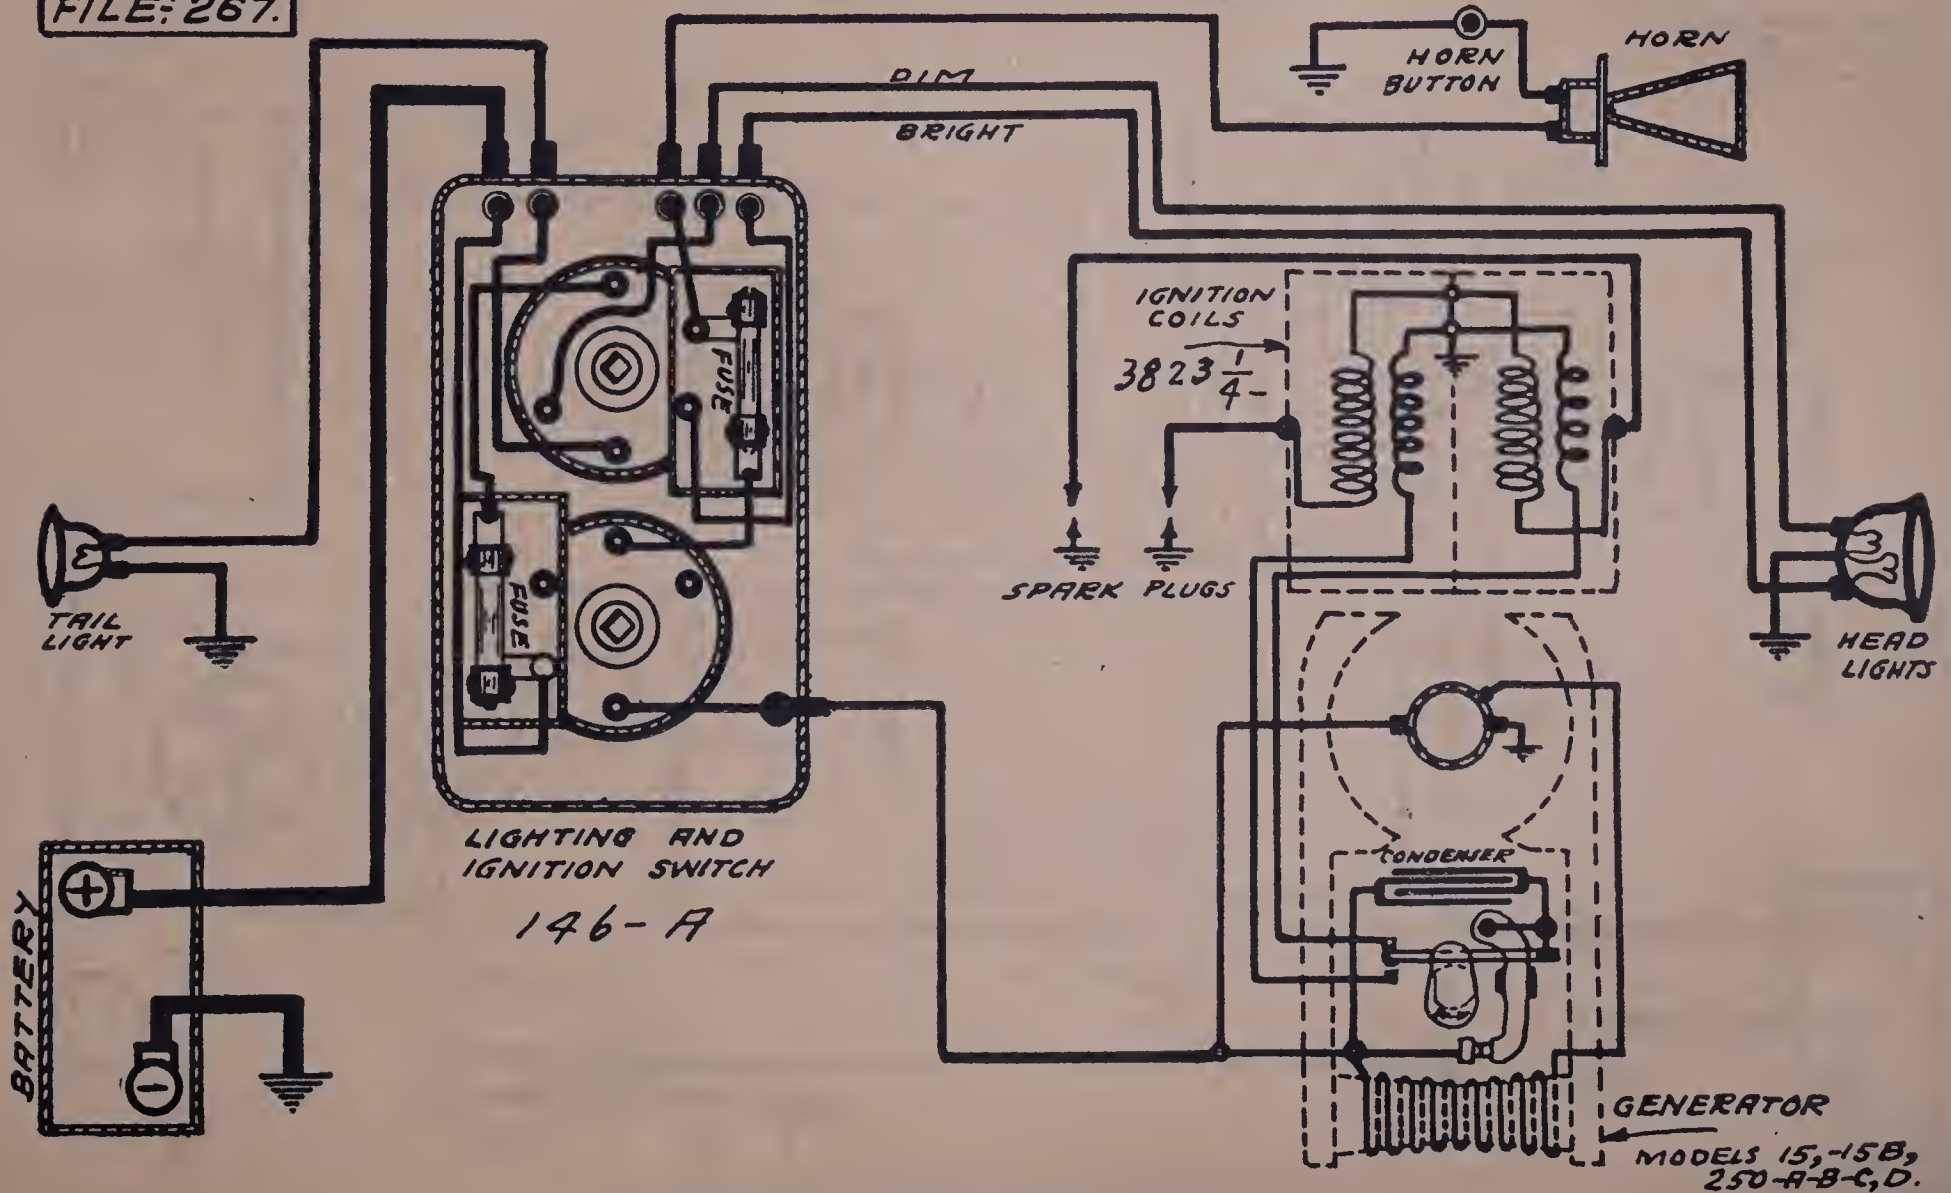 FILE: 267.
DIM
BRIGHT
HORN
BUTTON
HORN
IGNITION
COILS
3823 1/4 -
FUSE
FUSE
SPARK PLUGS
TAIL
LIGHT
HEAD
LIGHTS
LIGHTING AND
IGNITION SWITCH
146-A
CONDENSER
BATTERY
+
−
GENERATOR
MODELS 15,-15B,
250-A-B-C,D.